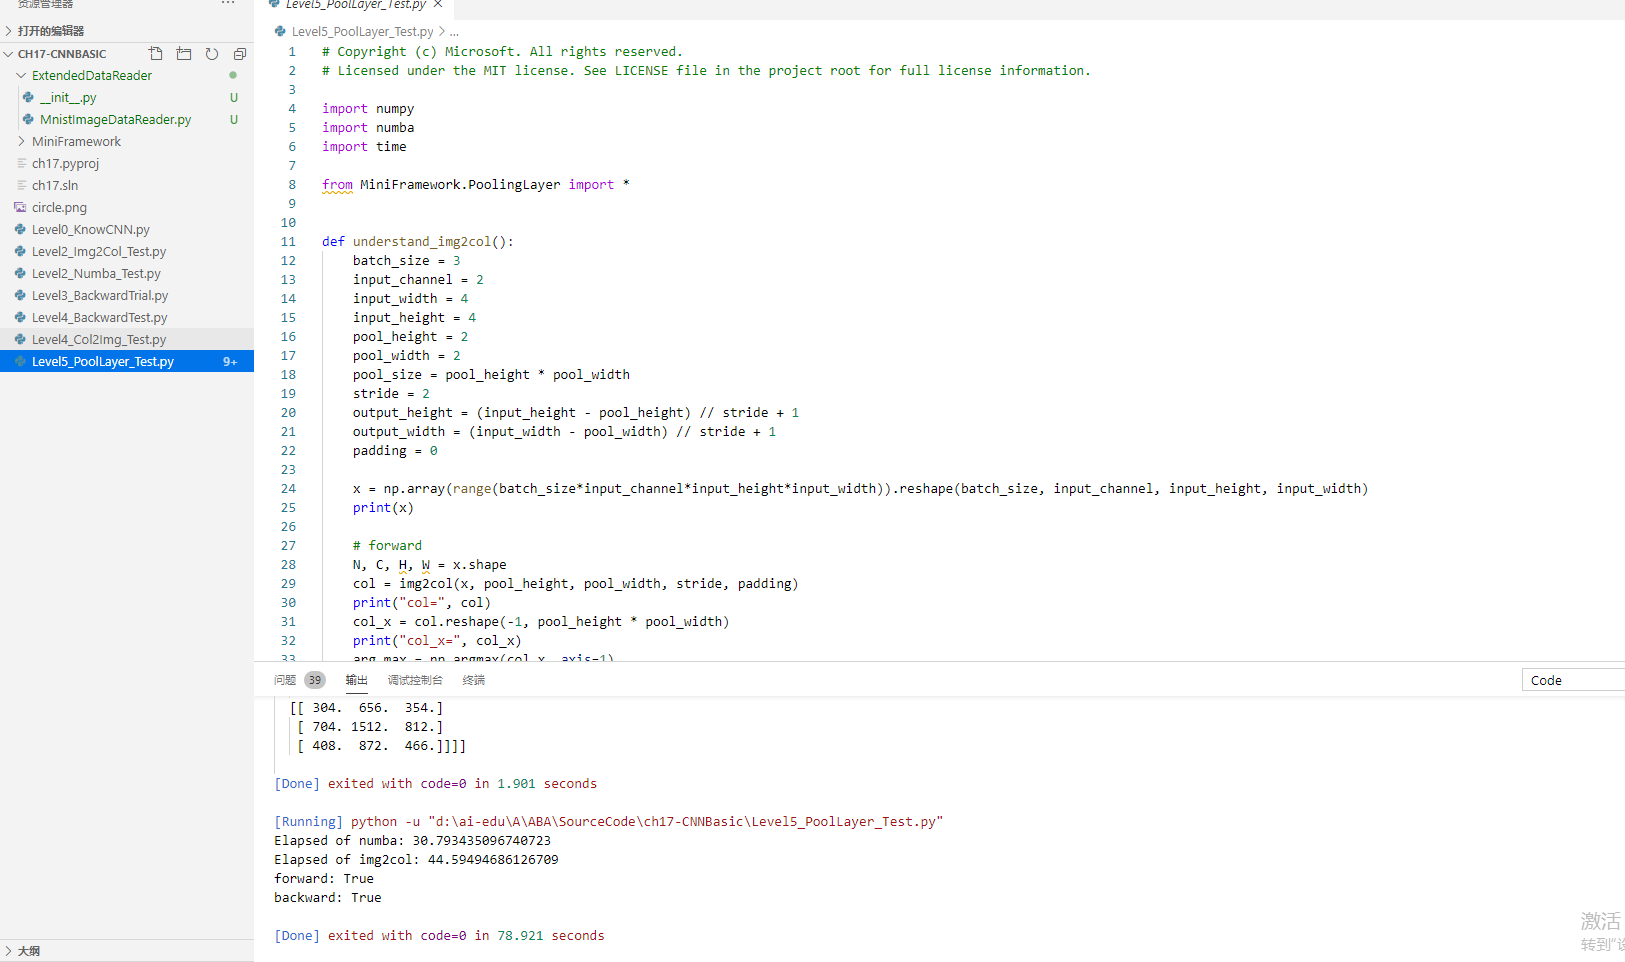 资源管理器
Level5_PoolLayer_Test.py
打开的编辑器
CH17-CNNBASIC
ExtendedDataReader
__init__.py U
MnistImageDataReader.py U
MiniFramework
ch17.pyproj
ch17.sln
circle.png
Level0_KnowCNN.py
Level2_Img2Col_Test.py
Level2_Numba_Test.py
Level3_BackwardTrial.py
Level4_BackwardTest.py
Level4_Col2Img_Test.py
Level5_PoolLayer_Test.py 9+
大纲
Level5_PoolLayer_Test.py > ...
1 # Copyright (c) Microsoft. All rights reserved.
2 # Licensed under the MIT license. See LICENSE file in the project root for full license information.
3
4 import numpy
5 import numba
6 import time
7
8 from MiniFramework.PoolingLayer import *
9
10
11 def understand_img2col():
12 batch_size = 3
13 input_channel = 2
14 input_width = 4
15 input_height = 4
16 pool_height = 2
17 pool_width = 2
18 pool_size = pool_height * pool_width
19 stride = 2
20 output_height = (input_height - pool_height) // stride + 1
21 output_width = (input_width - pool_width) // stride + 1
22 padding = 0
23
24 x = np.array(range(batch_size*input_channel*input_height*input_width)).reshape(batch_size, input_channel, input_height, input_width)
25 print(x)
26
27 # forward
28 N, C, H, W = x.shape
29 col = img2col(x, pool_height, pool_width, stride, padding)
30 print("col=", col)
31 col_x = col.reshape(-1, pool_height * pool_width)
32 print("col_x=", col_x)
33 arg_max = np.argmax(col_x, axis=1)
问题 39 输出 调试控制台 终端 Code
[[ 304. 656. 354.]
[ 704. 1512. 812.]
[ 408. 872. 466.]]]]
[Done] exited with code=0 in 1.901 seconds
[Running] python -u "d:\ai-edu\A\ABA\SourceCode\ch17-CNNBasic\Level5_PoolLayer_Test.py"
Elapsed of numba: 30.793435096740723
Elapsed of img2col: 44.59494686126709
forward: True
backward: True
[Done] exited with code=0 in 78.921 seconds
激活
转到"设